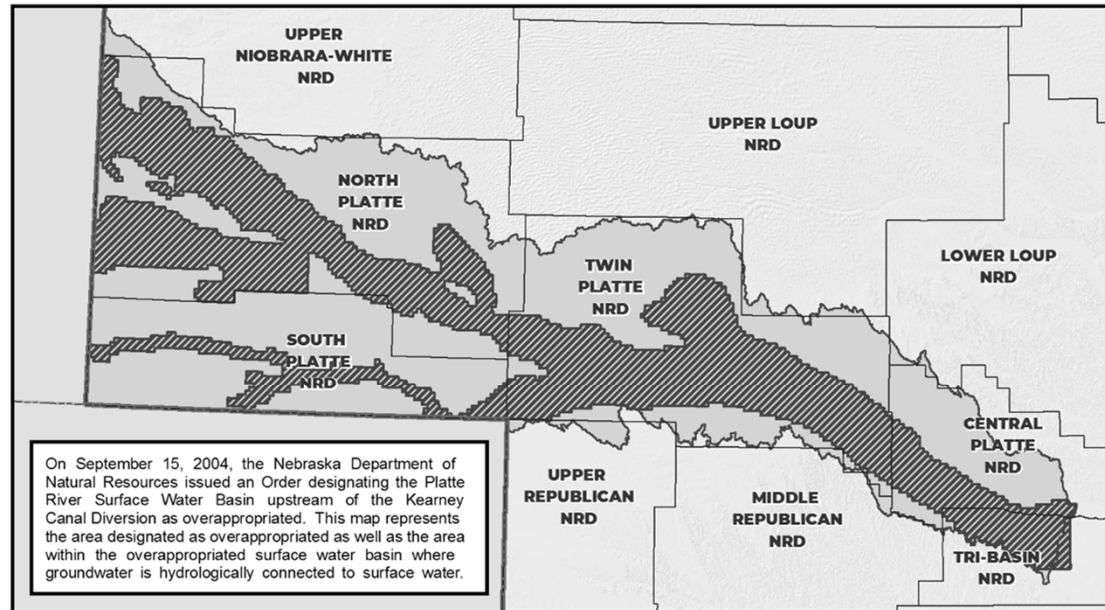 UPPER
NIOBRARA-WHITE
NRD
UPPER LOUP
NRD
NORTH
PLATTE
NRD
LOWER LOUP
NRD
TWIN
PLATTE
NRD
SOUTH
PLATTE
NRD
CENTRAL
PLATTE
NRD
UPPER
REPUBLICAN
NRD
MIDDLE
REPUBLICAN
NRD
TRI-BASIN
NRD
On September 15, 2004, the Nebraska Department of
Natural Resources issued an Order designating the Platte
River Surface Water Basin upstream of the Kearney
Canal Diversion as overappropriated. This map represents
the area designated as overappropriated as well as the area
within the overappropriated surface water basin where
groundwater is hydrologically connected to surface water.